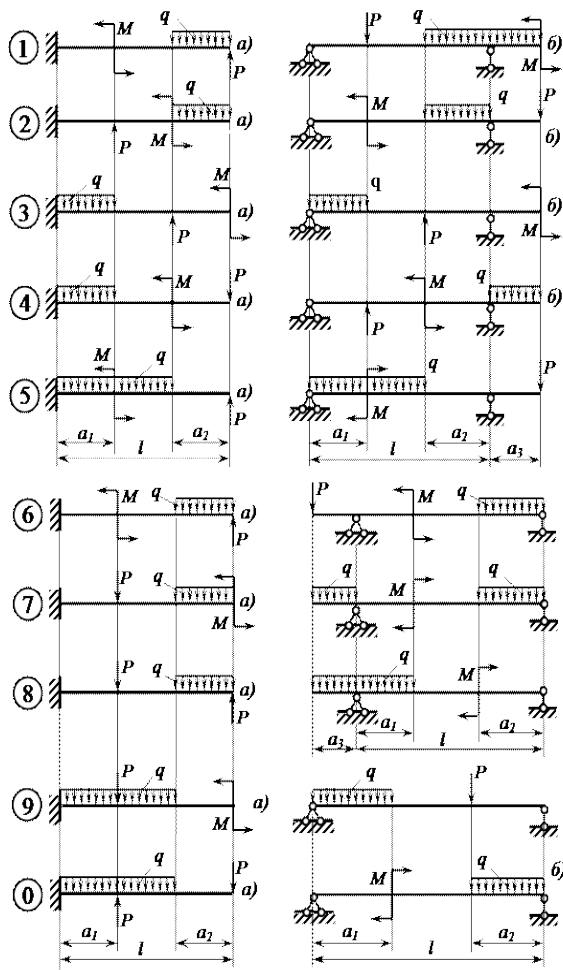 M q q
P
1 а) б)
P M
M P
q M q
2 а) б)
P M
q M q
3 а) б)
P P M
q M P M q
4 а) б)
P
M q q P
5 а)
P M
a1 a2 a1 a2 a3
l l
M q P M q
6 а)
P
P q q M q
7 а)
M
P q q M
8 а)
P
a1 a2
a3 l
P q q P
9 а)
M
q P M q
0 а) б)
P
a1 a2 a1 a2
l l